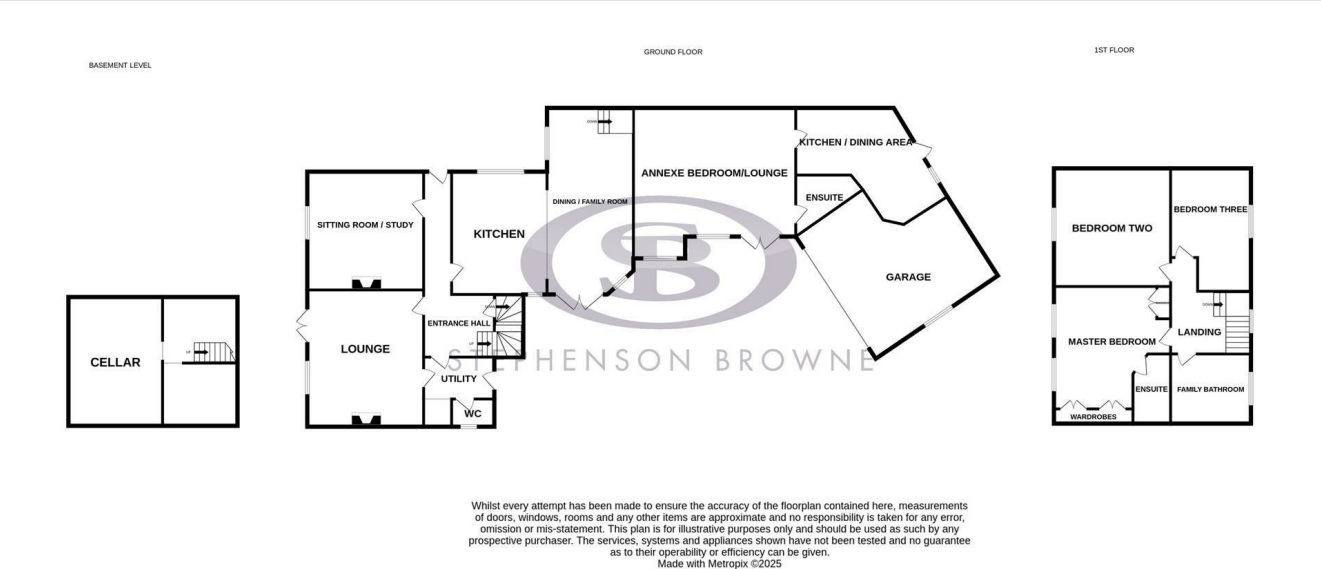 BASEMENT LEVEL
GROUND FLOOR
1ST FLOOR
CELLAR
UP
SITTING ROOM / STUDY
LOUNGE
KITCHEN
ENTRANCE HALL
DOWN
UP
UTILITY
WC
DINING / FAMILY ROOM
DOWN
ANNEXE BEDROOM/LOUNGE
KITCHEN / DINING AREA
ENSUITE
GARAGE
SB
STEPHENSON BROWNE
BEDROOM TWO
BEDROOM THREE
DOWN
LANDING
MASTER BEDROOM
ENSUITE
FAMILY BATHROOM
WARDROBES
Whilst every attempt has been made to ensure the accuracy of the floorplan contained here, measurements
of doors, windows, rooms and any other items are approximate and no responsibility is taken for any error,
omission or mis-statement. This plan is for illustrative purposes only and should be used as such by any
prospective purchaser. The services, systems and appliances shown have not been tested and no guarantee
as to their operability or efficiency can be given.
Made with Metropix ©2025